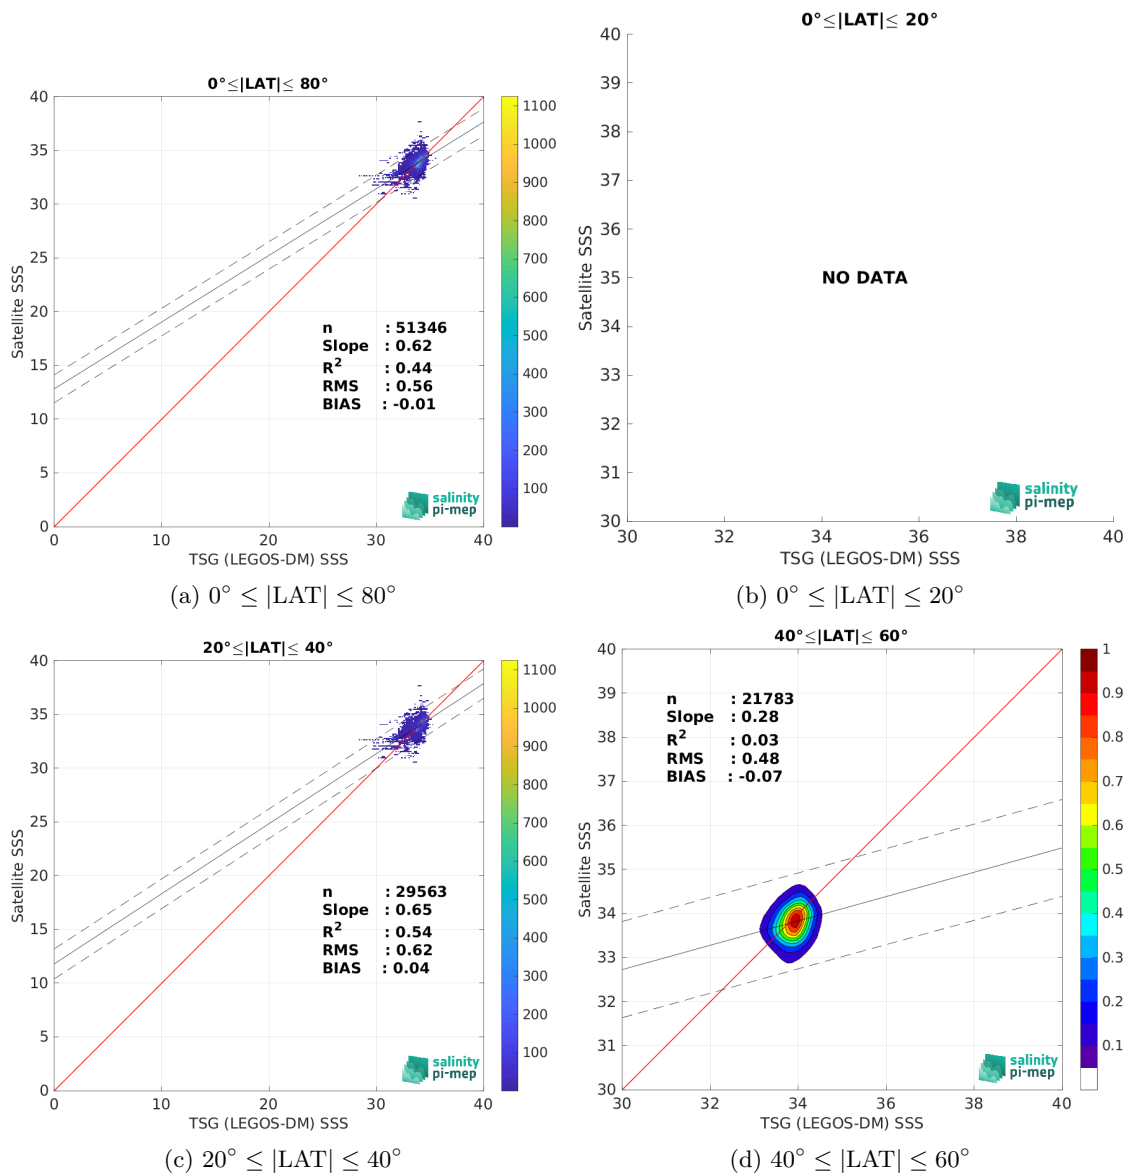 0°≤|LAT|≤ 80°
40
35
30
25
20
15
10
5
0
Satellite SSS
0
10
20
30
40
TSG (LEGOS-DM) SSS
n : 51346
Slope : 0.62
R² : 0.44
RMS : 0.56
BIAS : -0.01
salinity
pi-mep
1100
1000
900
800
700
600
500
400
300
200
100
(a) 0° ≤ |LAT| ≤ 80°
0°≤|LAT|≤ 20°
40
39
38
37
36
35
34
33
32
31
30
Satellite SSS
NO DATA
salinity
pi-mep
30
32
34
36
38
40
TSG (LEGOS-DM) SSS
(b) 0° ≤ |LAT| ≤ 20°
20°≤|LAT|≤ 40°
40
35
30
25
20
15
10
5
0
Satellite SSS
0
10
20
30
40
TSG (LEGOS-DM) SSS
n : 29563
Slope : 0.65
R² : 0.54
RMS : 0.62
BIAS : 0.04
salinity
pi-mep
1100
1000
900
800
700
600
500
400
300
200
100
(c) 20° ≤ |LAT| ≤ 40°
40°≤|LAT|≤ 60°
40
39
38
37
36
35
34
33
32
31
30
Satellite SSS
n : 21783
Slope : 0.28
R² : 0.03
RMS : 0.48
BIAS : -0.07
salinity
pi-mep
30
32
34
36
38
40
TSG (LEGOS-DM) SSS
1
0.9
0.8
0.7
0.6
0.5
0.4
0.3
0.2
0.1
(d) 40° ≤ |LAT| ≤ 60°